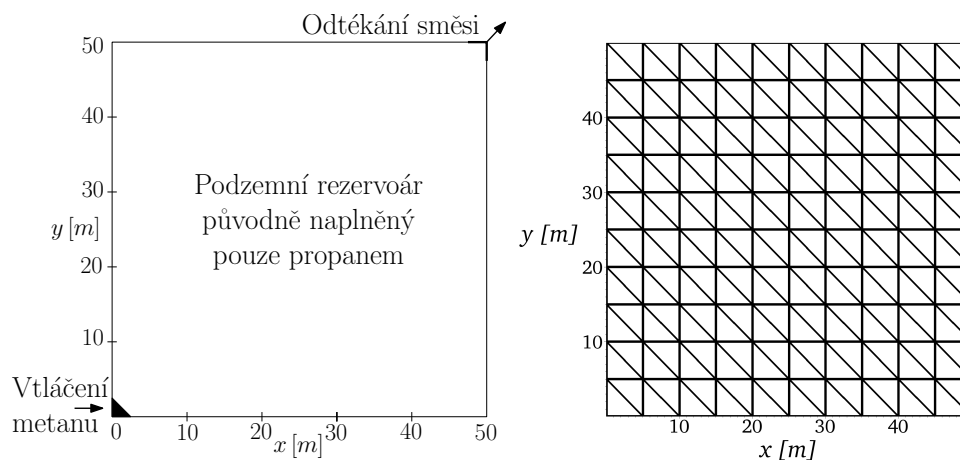 Odtékání směsi
50
40
30
20
10
y [m]
Podzemní rezervoár
původně naplněný
pouze propanem
Vtláčení
metanu
0 10 20 30 40 50
x [m]
40
30
20
10
y [m]
10 20 30 40
x [m]